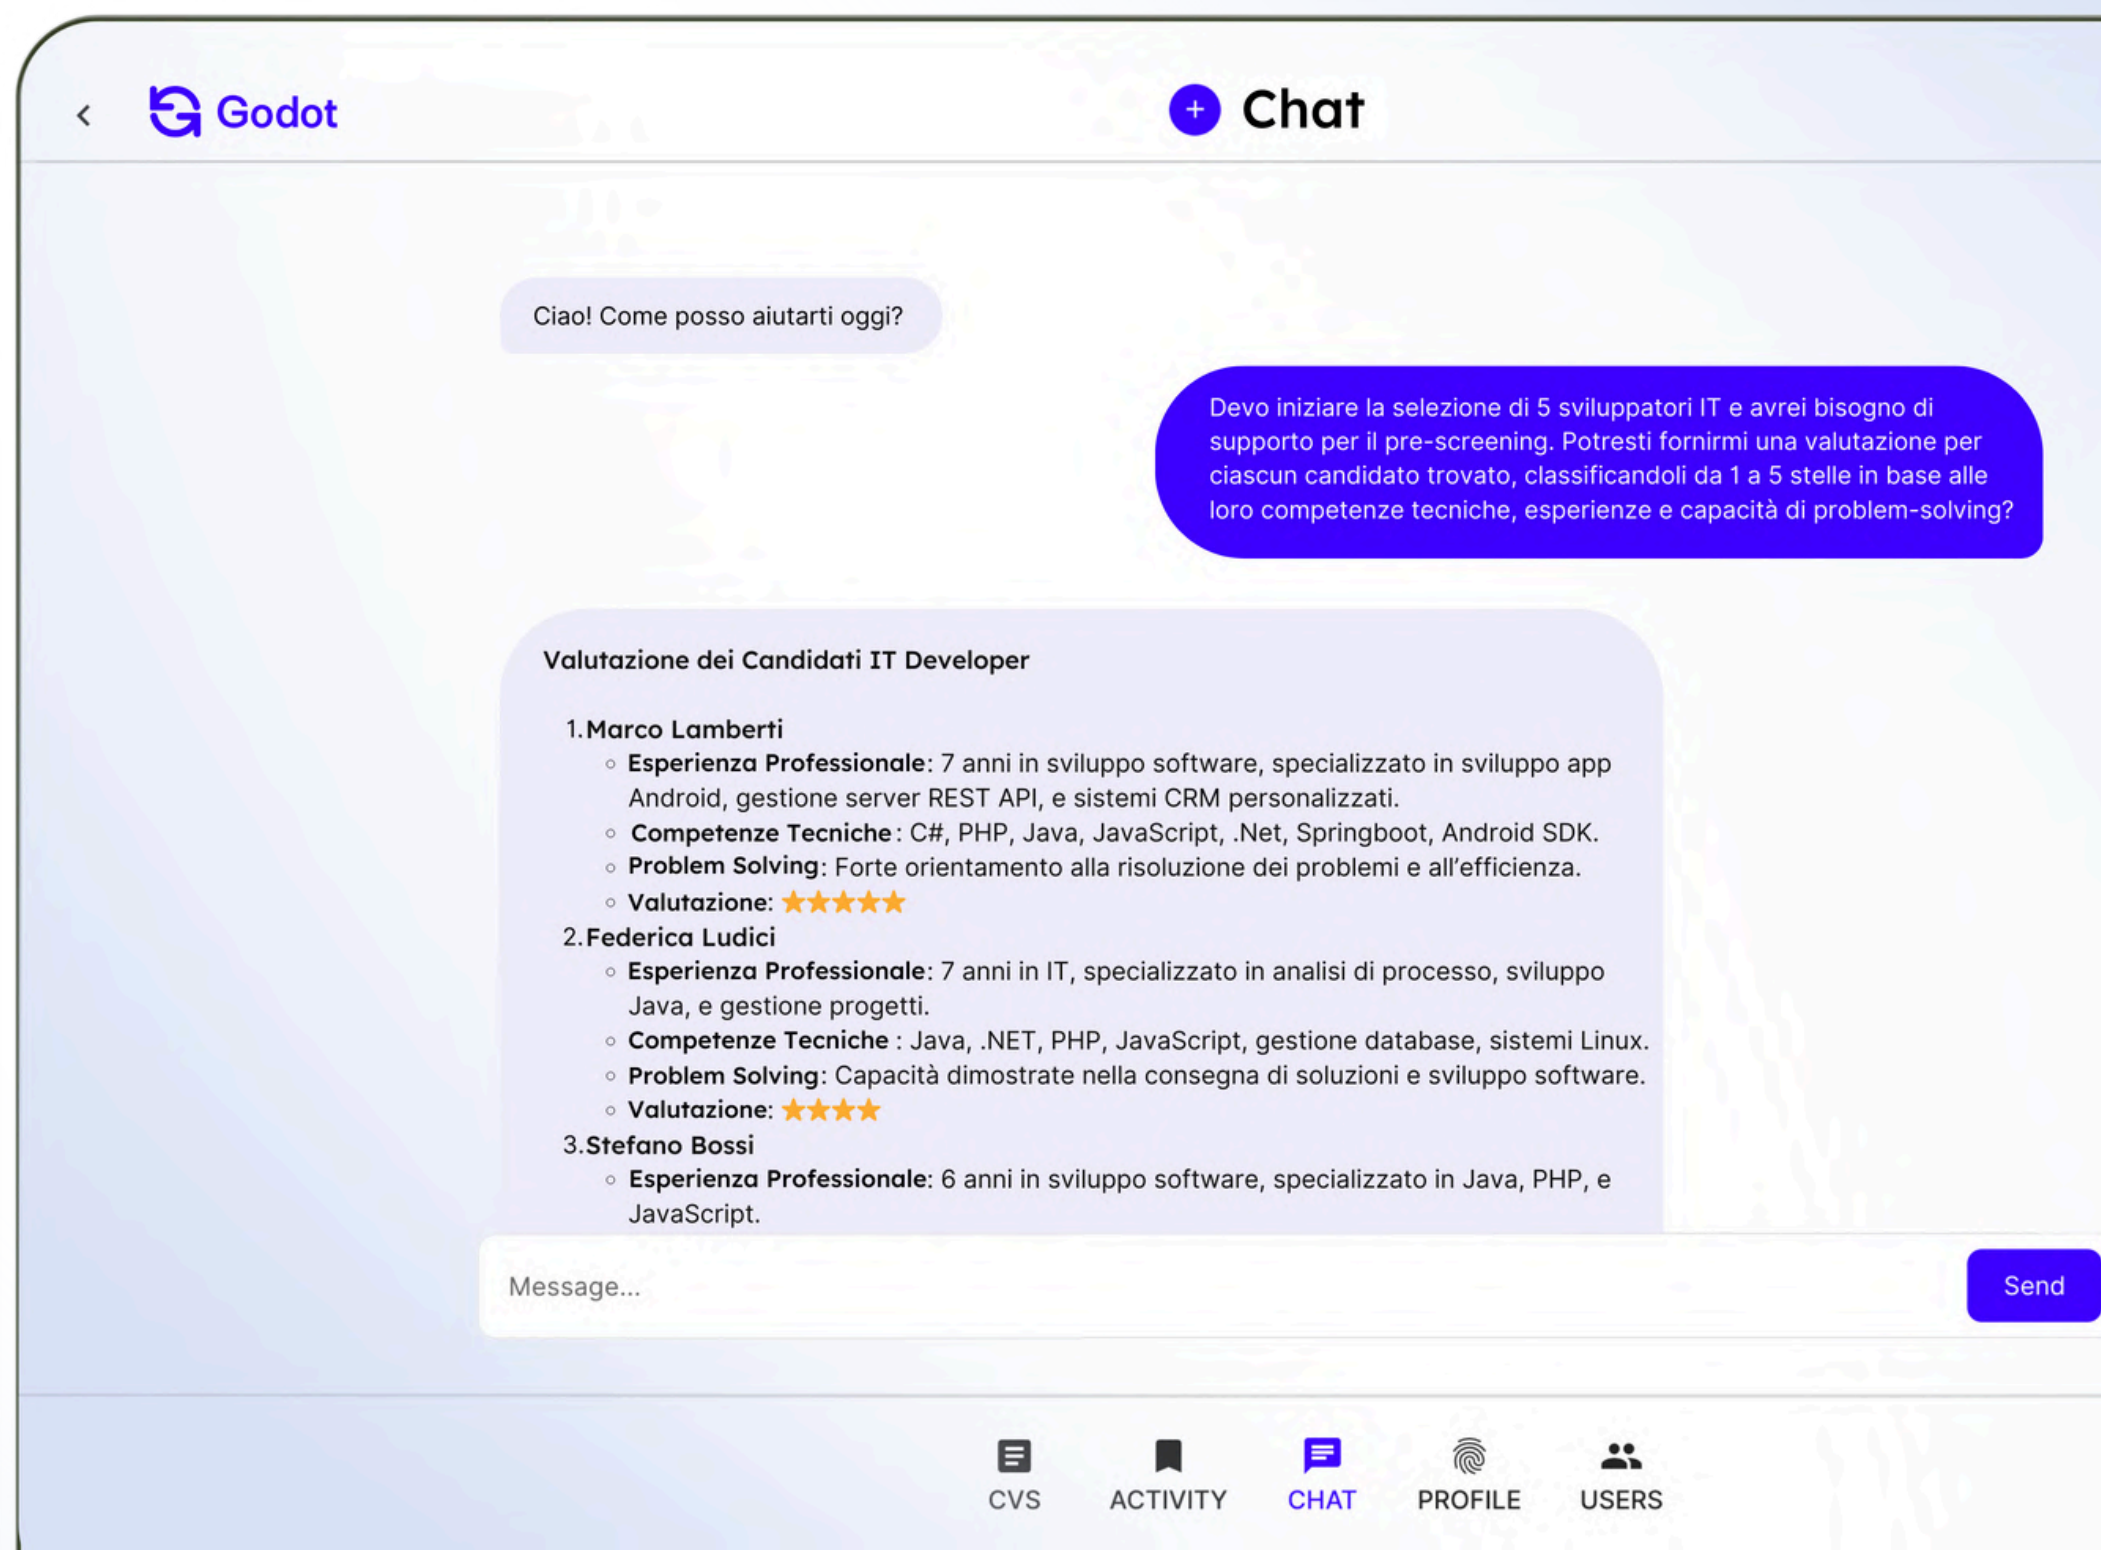 Godot
+ Chat
Ciao! Come posso aiutarti oggi?
Devo iniziare la selezione di 5 sviluppatori IT e avrei bisogno di
supporto per il pre-screening. Potresti fornirmi una valutazione per
ciascun candidato trovato, classificandoli da 1 a 5 stelle in base alle
loro competenze tecniche, esperienze e capacità di problem-solving?
Valutazione dei Candidati IT Developer
1. Marco Lamberti
Esperienza Professionale: 7 anni in sviluppo software, specializzato in sviluppo app
Android, gestione server REST API, e sistemi CRM personalizzati.
Competenze Tecniche: C#, PHP, Java, JavaScript, .Net, Springboot, Android SDK.
Problem Solving: Forte orientamento alla risoluzione dei problemi e all'efficienza.
Valutazione: ⭐⭐⭐⭐⭐
2. Federica Ludici
Esperienza Professionale: 7 anni in IT, specializzato in analisi di processo, sviluppo
Java, e gestione progetti.
Competenze Tecniche : Java, .NET, PHP, JavaScript, gestione database, sistemi Linux.
Problem Solving: Capacità dimostrate nella consegna di soluzioni e sviluppo software.
Valutazione: ⭐⭐⭐⭐
3. Stefano Bossi
Esperienza Professionale: 6 anni in sviluppo software, specializzato in Java, PHP, e
JavaScript.
Message...
Send
CVS
ACTIVITY
CHAT
PROFILE
USERS